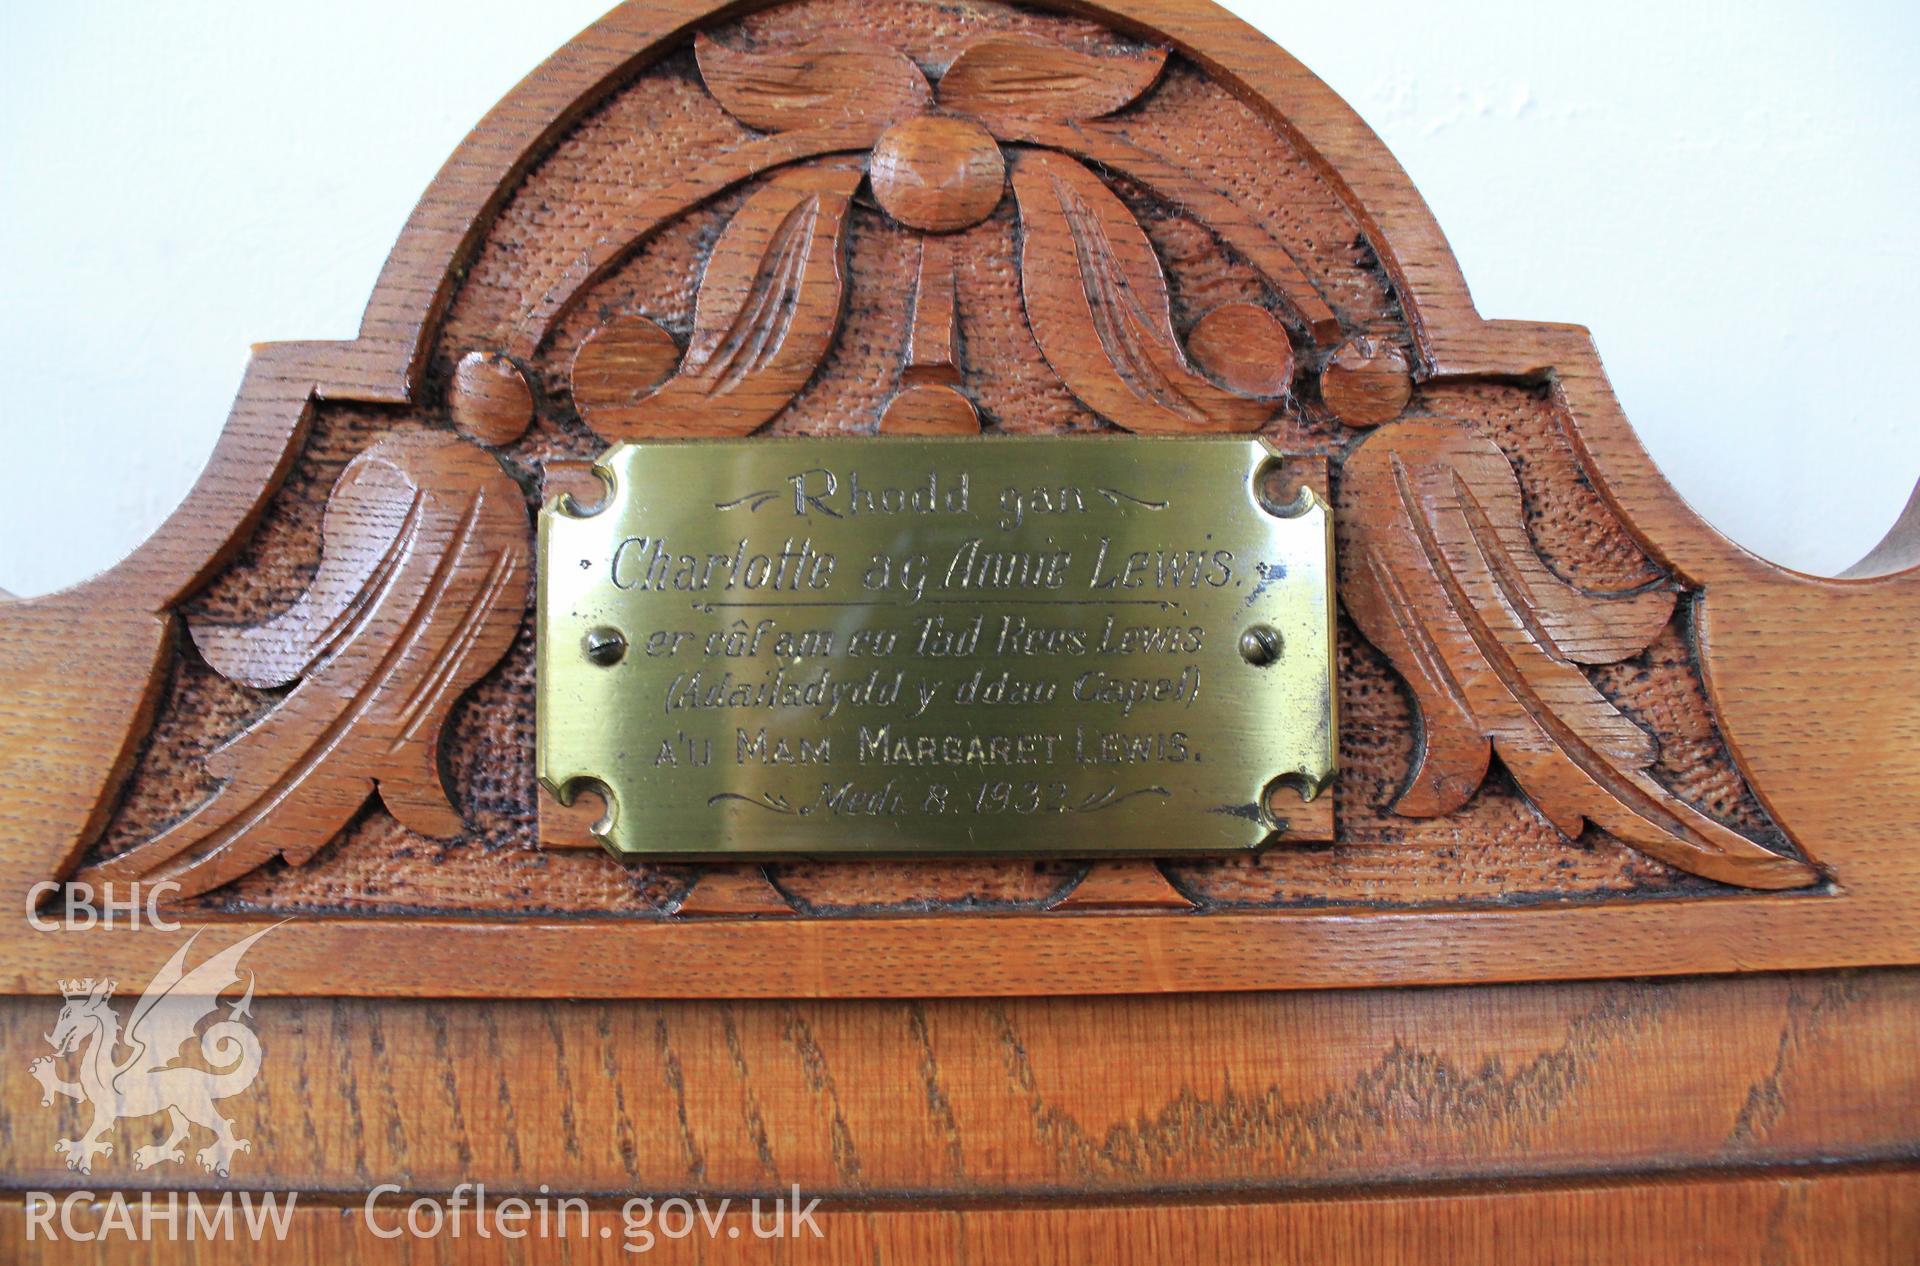 Rhodd gan
Charlotte ag Annie Lewis.
er côf am eu Tad Rees Lewis
(Adailadydd y ddau Capel)
A'U MAM MARGARET LEWIS.
Medi. 8. 1932
CBHC
RCAHMW Coflein.gov.uk